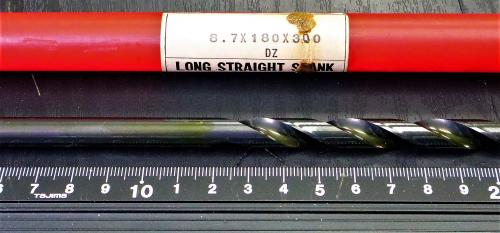 8.7X180X300
DZ
LONG STRAIGHT SHANK
6 7 8 9 10 1 2 3 4 5 6 7 8 9 2
TAJIMA